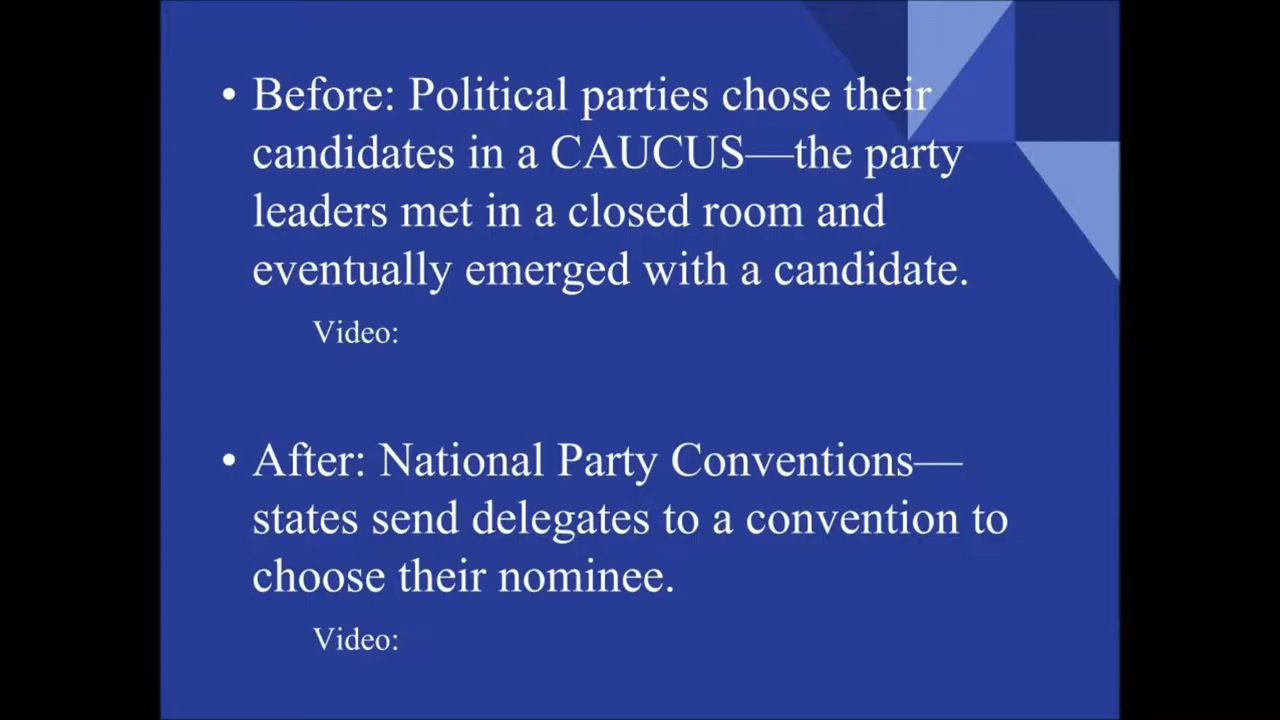 • Before: Political parties chose their
candidates in a CAUCUS—the party
leaders met in a closed room and
eventually emerged with a candidate.
Video:
• After: National Party Conventions—
states send delegates to a convention to
choose their nominee.
Video: